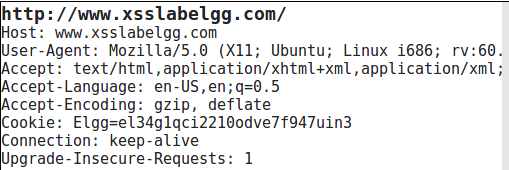 http://www.xsslabelgg.com/
Host: www.xsslabelgg.com
User-Agent: Mozilla/5.0 (X11; Ubuntu; Linux i686; rv:60.
Accept: text/html,application/xhtml+xml,application/xml;
Accept-Language: en-US,en;q=0.5
Accept-Encoding: gzip, deflate
Cookie: Elgg=el34g1qci2210odve7f947uin3
Connection: keep-alive
Upgrade-Insecure-Requests: 1